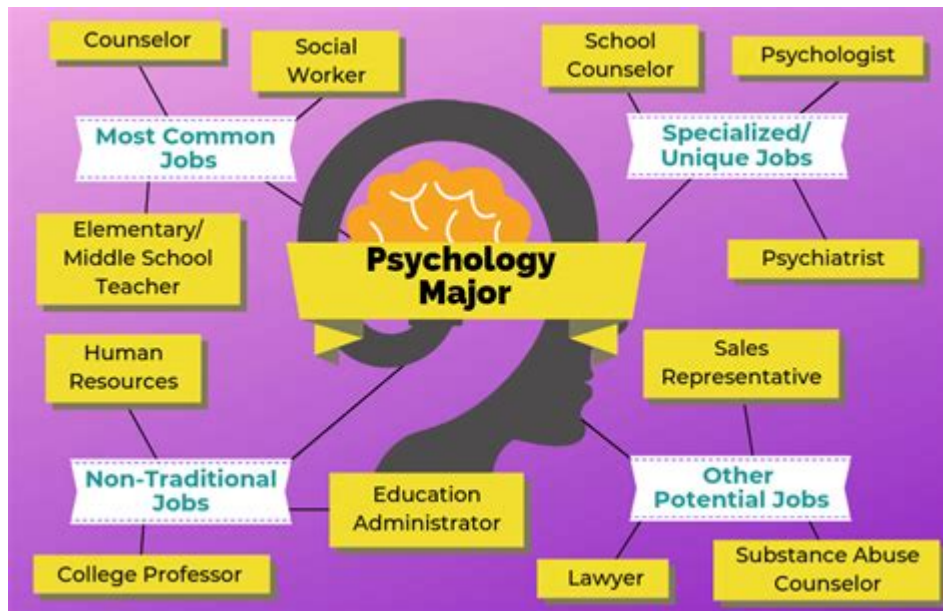 Counselor
Social
Worker
Most Common
Jobs
Elementary/
Middle School
Teacher
School
Counselor
Psychologist
Specialized/
Unique Jobs
Psychiatrist
Psychology
Major
Human
Resources
Non-Traditional
Jobs
Education
Administrator
College Professor
Sales
Representative
Other
Potential Jobs
Lawyer
Substance Abuse
Counselor